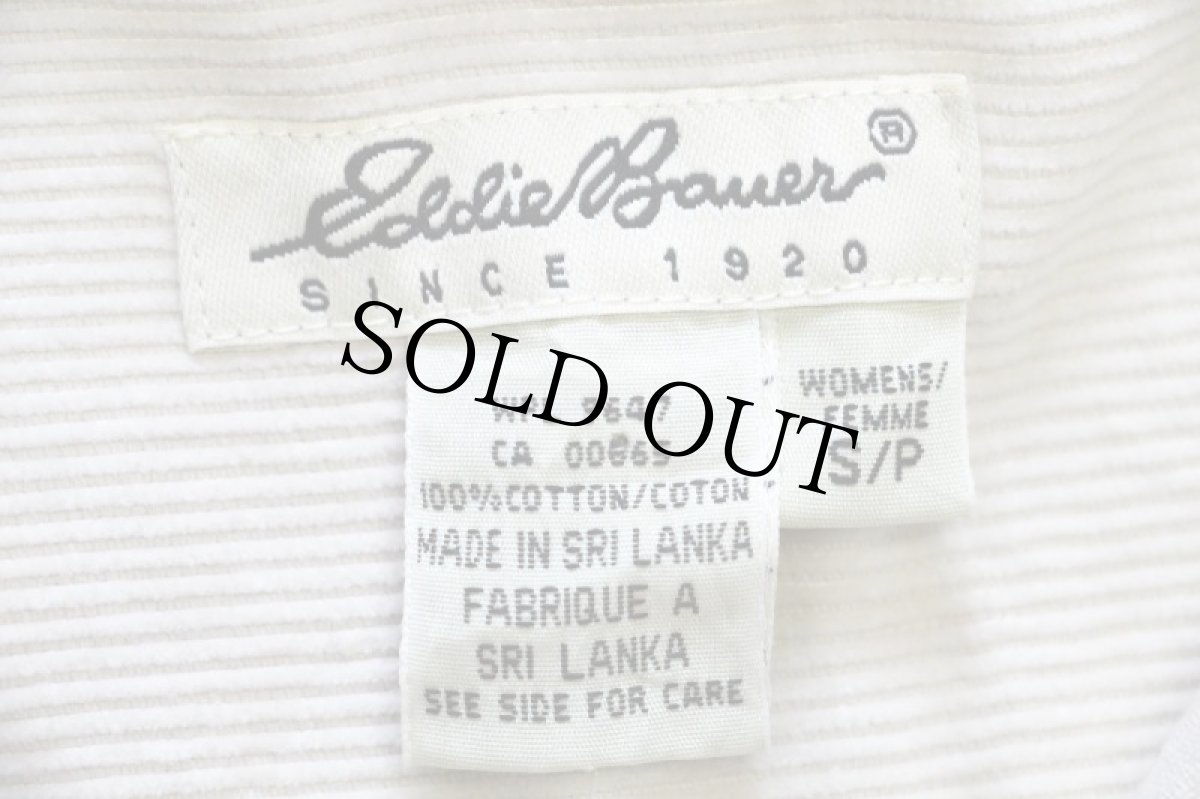 Eddie Bauer ®
SINCE 1920
SOLD OUT
CA
100% COTTON/COTON
MADE IN SRI LANKA
FABRIQUE A
SRI LANKA
SEE SIDE FOR CARE
WOMENS/
FEMME
S/P